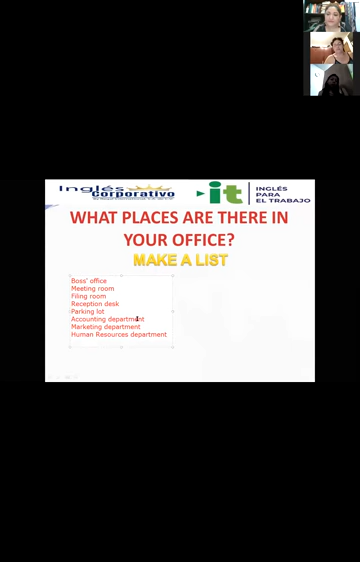 Inglés
Corporativo
it
INGLÉS
PARA
EL TRABAJO
WHAT PLACES ARE THERE IN
YOUR OFFICE?
MAKE A LIST
Boss' office
Meeting room
Filing room
Reception desk
Parking lot
Accounting department
Marketing department
Human Resources department